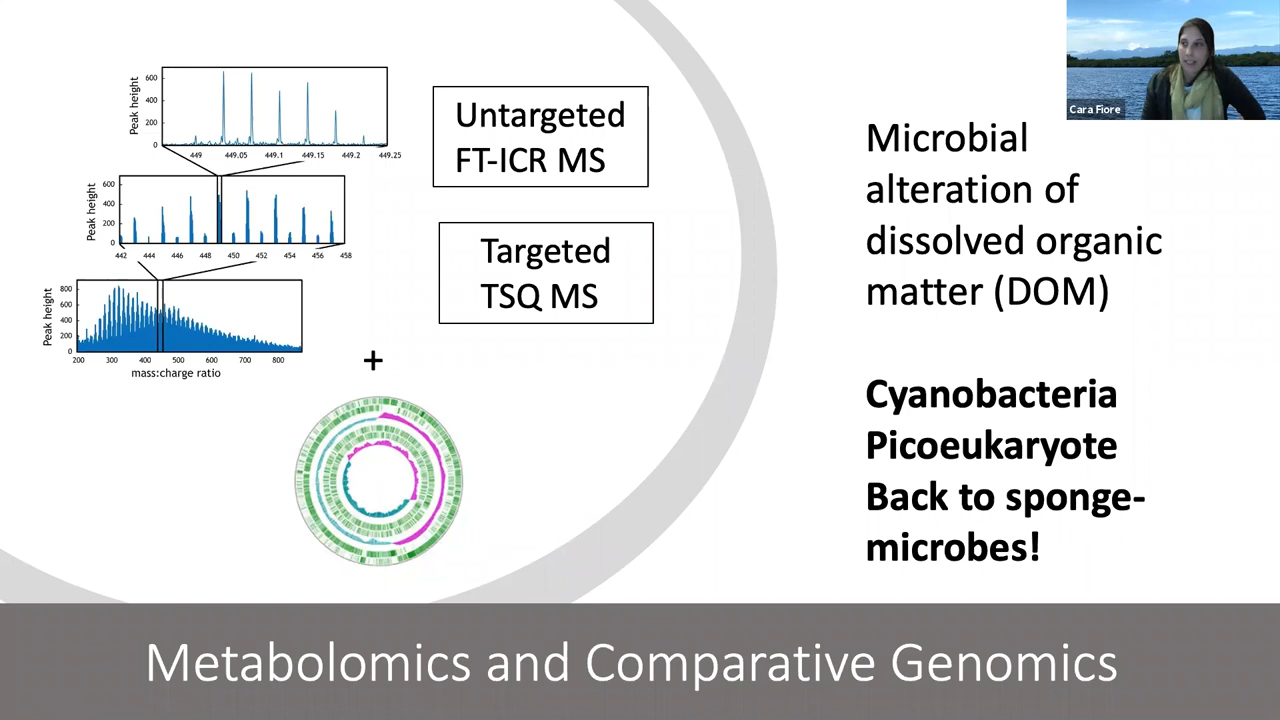 Cara Fiore
Peak height
600
400
200
0
449
449.05
449.1
449.15
449.2
449.25
Peak height
600
400
200
0
442
444
446
448
450
452
454
456
458
Peak height
800
600
400
200
0
200
300
400
500
600
700
800
mass:charge ratio
Untargeted
FT-ICR MS
Targeted
TSQ MS
+
Microbial
alteration of
dissolved organic
matter (DOM)
Cyanobacteria
Picoeukaryote
Back to sponge-
microbes!
Metabolomics and Comparative Genomics